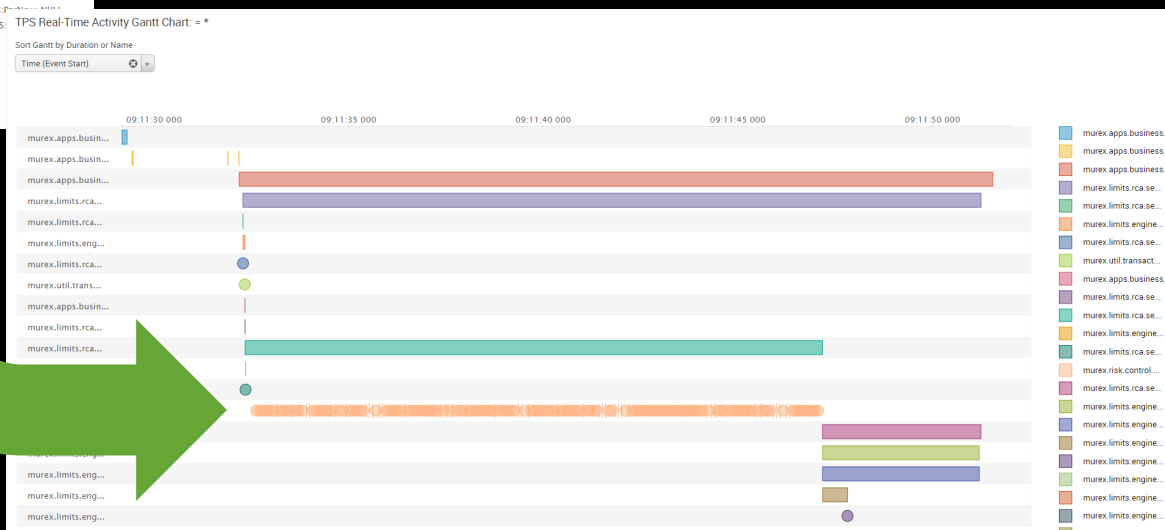 TPS Real-Time Activity Gantt Chart: = *
Sort Gantt by Duration or Name
Time (Event Start)
09:11:30 000
09:11:35 000
09:11:40 000
09:11:45 000
09:11:50 000
murex.apps.busin...
murex.apps.busin...
murex.apps.busin...
murex.limits.rca...
murex.limits.rca...
murex.limits.eng...
murex.limits.rca...
murex.util.trans...
murex.apps.busin...
murex.limits.rca...
murex.limits.rca...
murex.limits.eng...
murex.limits.eng...
murex.limits.eng...
murex.apps.business.
murex.apps.business.
murex.apps.business.
murex.limits.rca.se...
murex.limits.rca.se...
murex.limits.engine...
murex.limits.rca.se...
murex.util.transact...
murex.apps.business.
murex.limits.rca.se...
murex.limits.rca.se...
murex.limits.engine...
murex.limits.rca.se...
murex.risk.control....
murex.limits.rca.se...
murex.limits.engine...
murex.limits.engine...
murex.limits.engine...
murex.limits.engine...
murex.limits.engine...
murex.limits.engine...
murex.limits.engine...